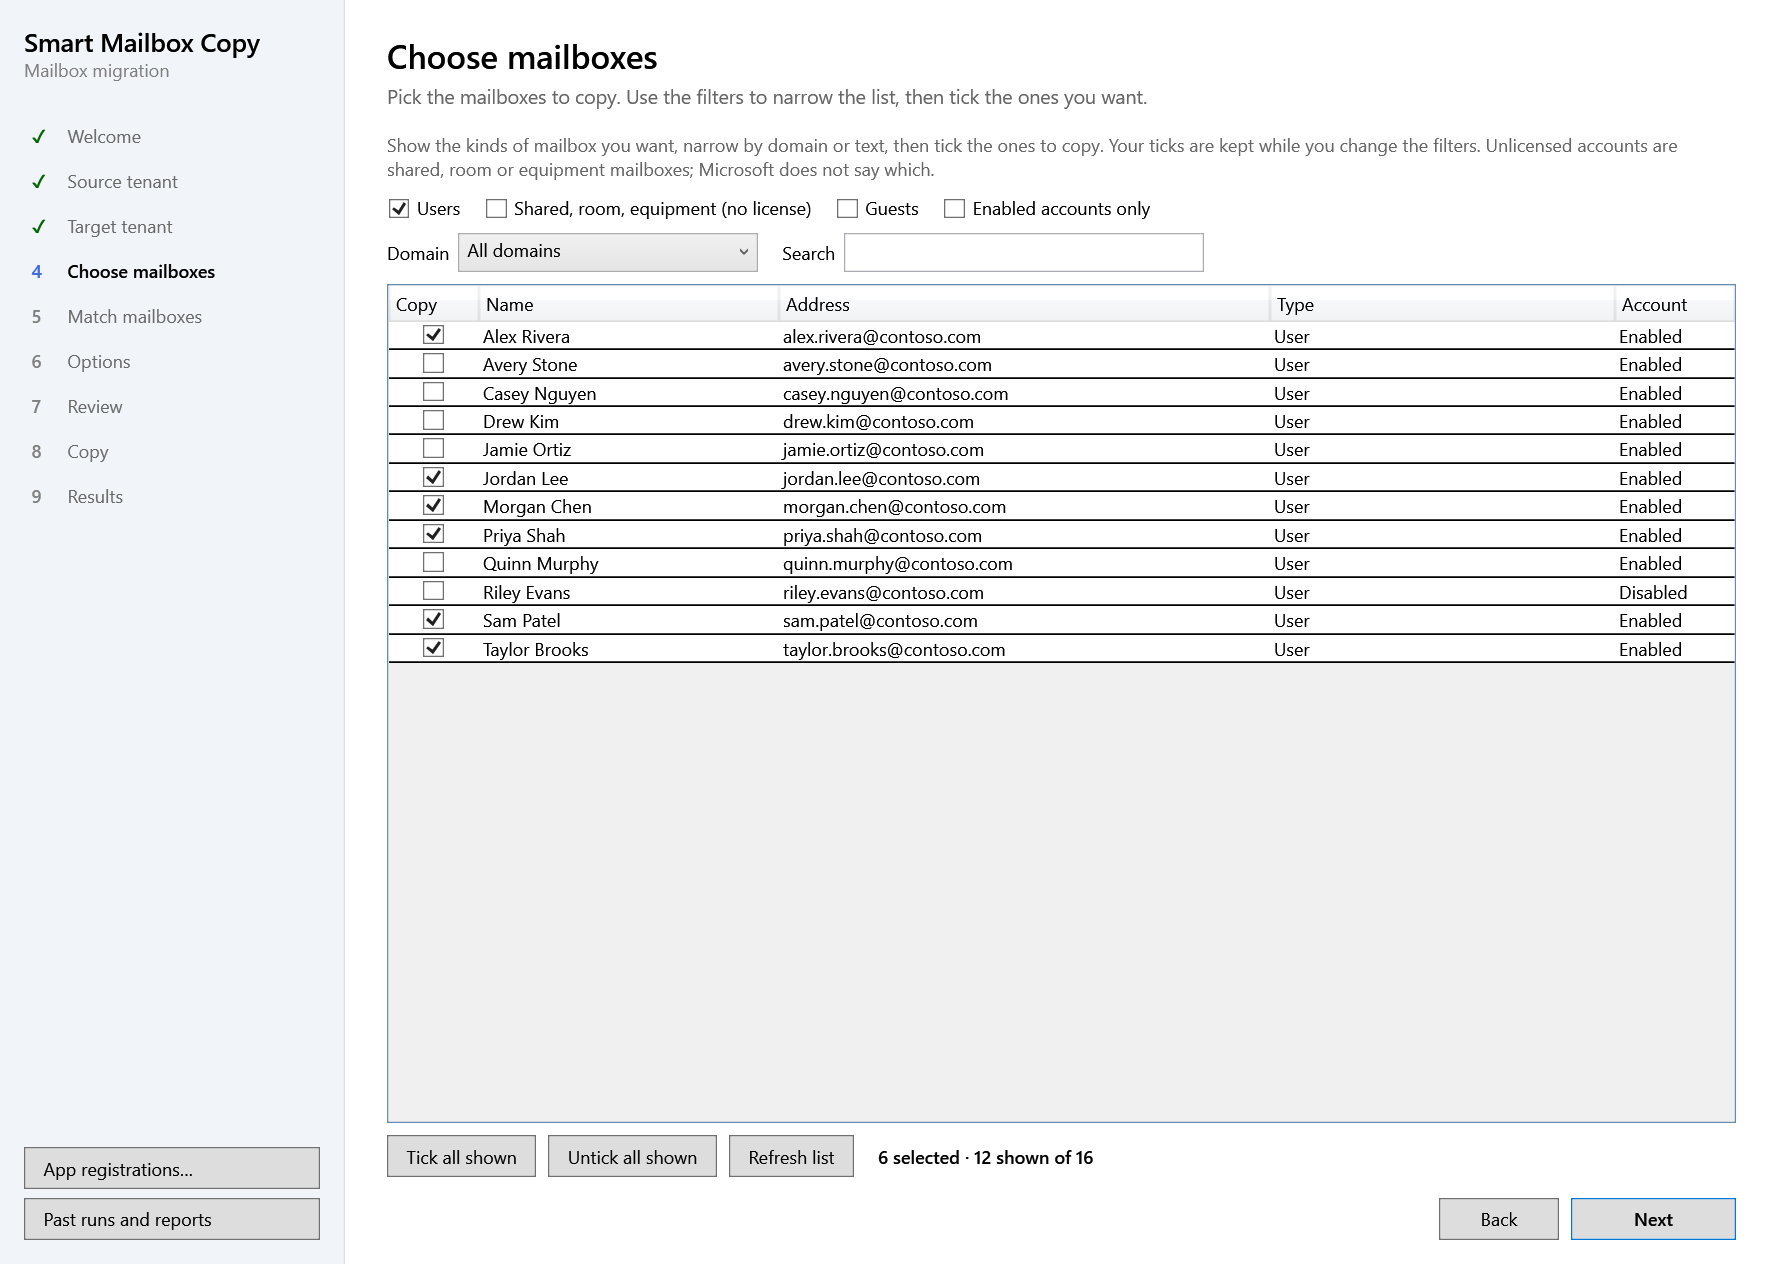 Smart Mailbox Copy
Mailbox migration
Welcome
Source tenant
Target tenant
4 Choose mailboxes
5 Match mailboxes
6 Options
7 Review
8 Copy
9 Results
App registrations...
Past runs and reports
Choose mailboxes
Pick the mailboxes to copy. Use the filters to narrow the list, then tick the ones you want.
Show the kinds of mailbox you want, narrow by domain or text, then tick the ones to copy. Your ticks are kept while you change the filters. Unlicensed accounts are
shared, room or equipment mailboxes; Microsoft does not say which.
Users Shared, room, equipment (no license) Guests Enabled accounts only
Domain All domains Search
Copy Name Address Type Account
Alex Rivera alex.rivera@contoso.com User Enabled
Avery Stone avery.stone@contoso.com User Enabled
Casey Nguyen casey.nguyen@contoso.com User Enabled
Drew Kim drew.kim@contoso.com User Enabled
Jamie Ortiz jamie.ortiz@contoso.com User Enabled
Jordan Lee jordan.lee@contoso.com User Enabled
Morgan Chen morgan.chen@contoso.com User Enabled
Priya Shah priya.shah@contoso.com User Enabled
Quinn Murphy quinn.murphy@contoso.com User Enabled
Riley Evans riley.evans@contoso.com User Disabled
Sam Patel sam.patel@contoso.com User Enabled
Taylor Brooks taylor.brooks@contoso.com User Enabled
Tick all shown Untick all shown Refresh list 6 selected · 12 shown of 16
Back Next